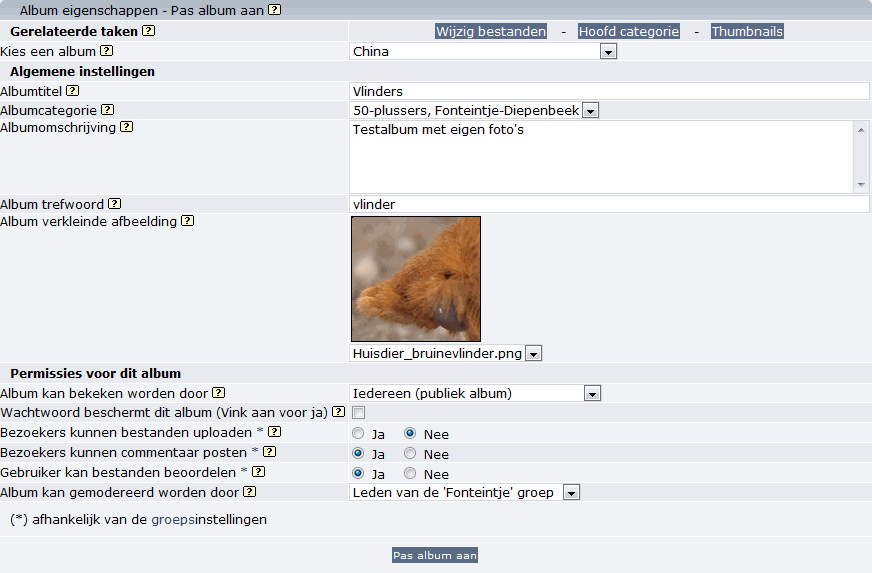 Album eigenschappen - Pas album aan ?
Gerelateerde taken ? Wijzig bestanden - Hoofd categorie - Thumbnails
Kies een album ? China
Algemene instellingen
Albumtitel ? Vlinders
Albumcategorie ? 50-plussers, Fonteintje-Diepenbeek
Albumomschrijving ? Testalbum met eigen foto's
Album trefwoord ? vlinder
Album verkleinde afbeelding ?
Huisdier_bruinevlinder.png
Permissies voor dit album
Album kan bekeken worden door ? Iedereen (publiek album)
Wachtwoord beschermt dit album (Vink aan voor ja) ?
Bezoekers kunnen bestanden uploaden * ? Ja Nee
Bezoekers kunnen commentaar posten * ? Ja Nee
Gebruiker kan bestanden beoordelen * ? Ja Nee
Album kan gemodereerd worden door ? Leden van de 'Fonteintje' groep
(*) afhankelijk van de groepsinstellingen
Pas album aan